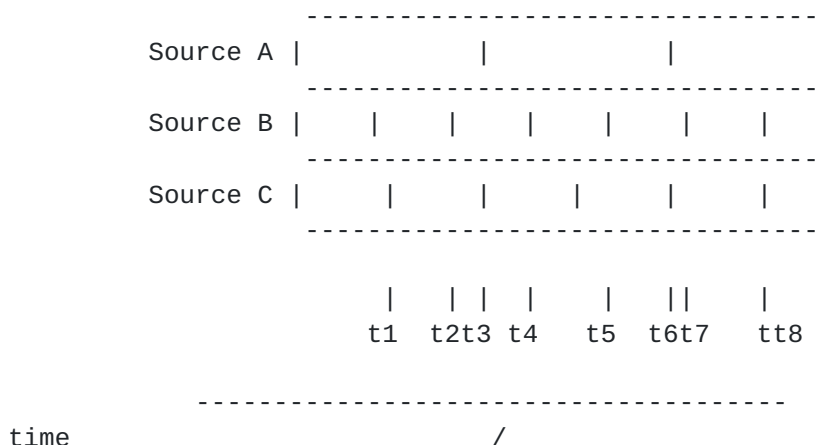 ---------------------------------
Source A |           |           |
---------------------------------
Source B |    |    |    |    |    |    |
---------------------------------
Source C |     |     |     |     |     |
---------------------------------
|   | |  |    |   ||    |
t1  t2t3 t4   t5  t6t7   tt8
--------------------------------------
time                           /